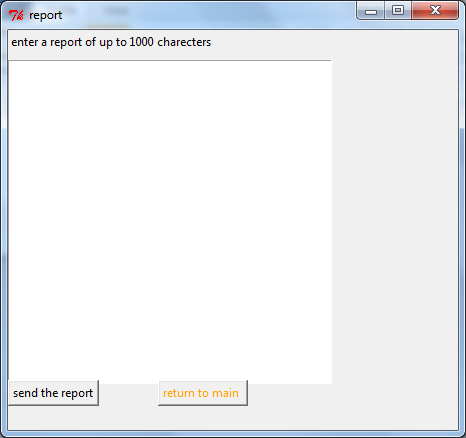 report
enter a report of up to 1000 charecters
send the report
return to main